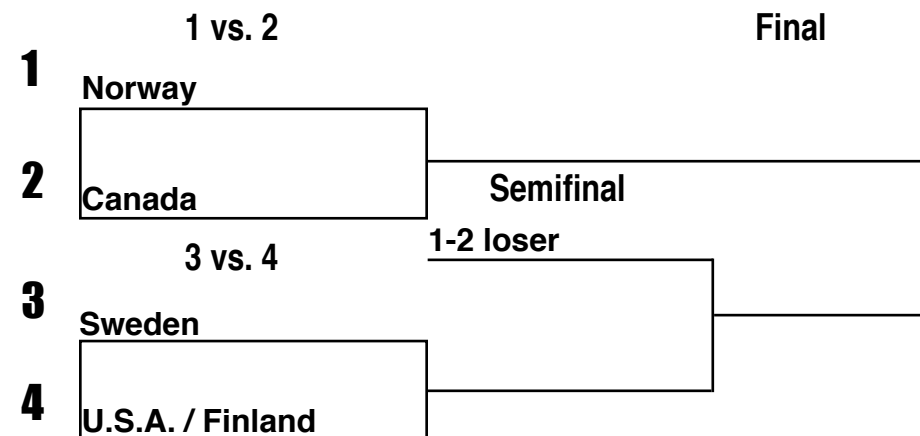 1 vs. 2
Final
1
Norway
2
Canada
Semifinal
1-2 loser
3 vs. 4
3
Sweden
4
U.S.A. / Finland